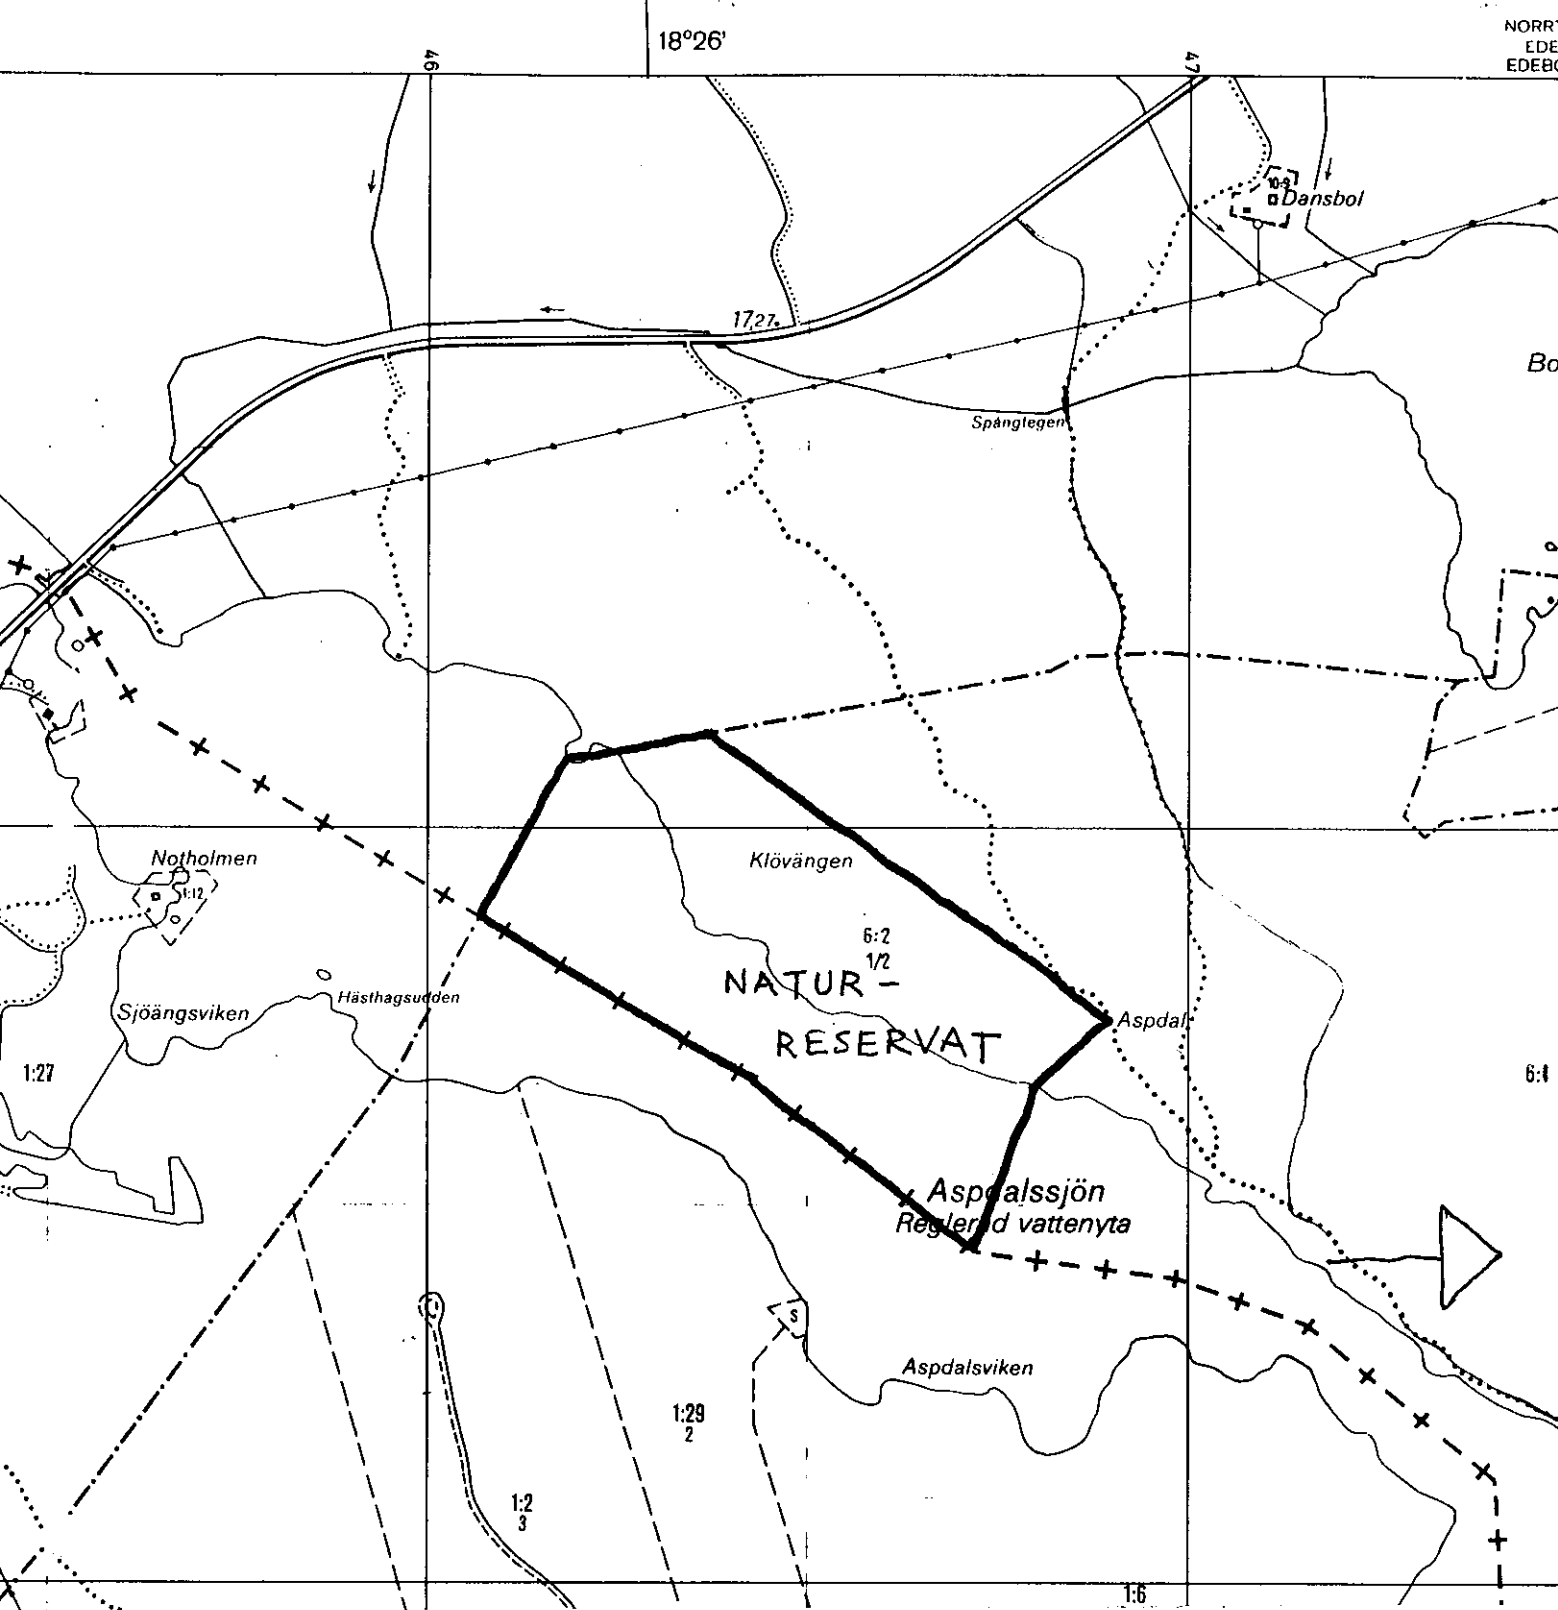 18°26'
NORR
EDE
EDEBO
46
47
10:9
Dansbol
17,27
Bo
Spånglegen
Notholmen
1:12
Klövängen
6:2
1/2
NATUR -
RESERVAT
Hästhagsudden
Sjöängsviken
Aspdal
1:27
6:1
Aspdalssjön
Reglerad vattenyta
S
Aspdalsviken
1:29
2
1:2
3
1:6